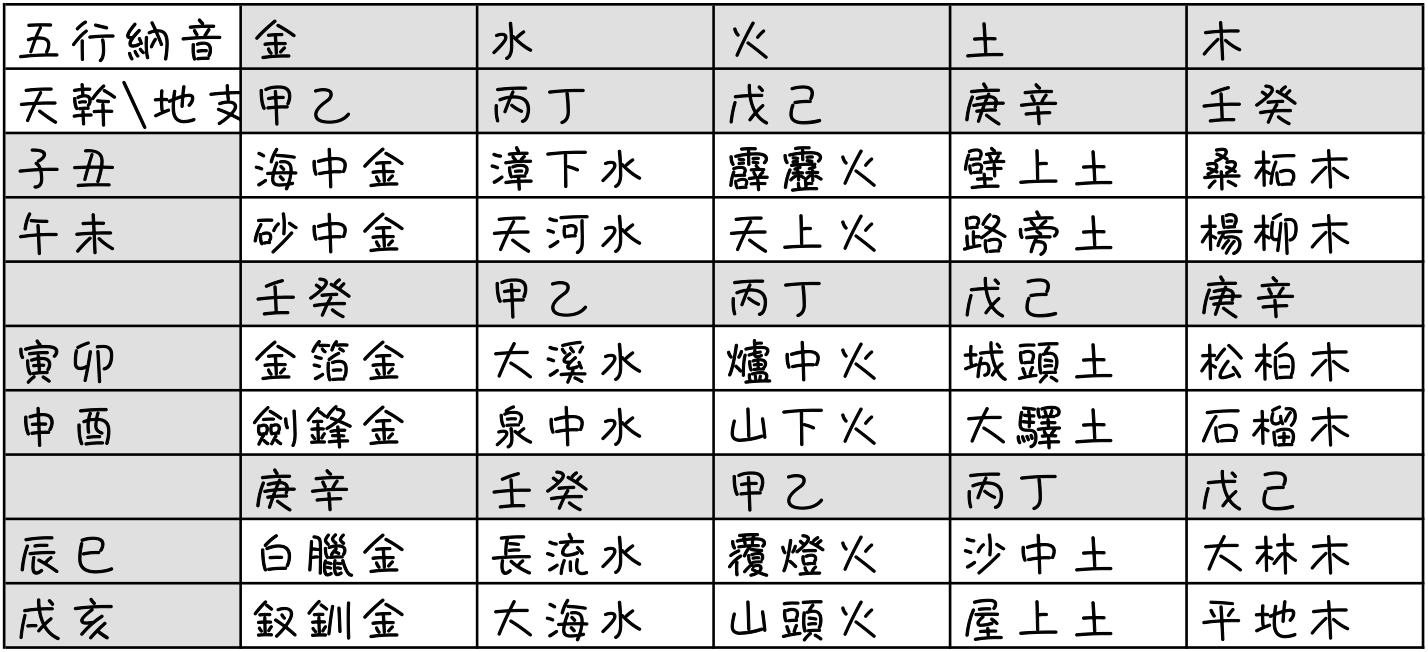 五行納音 金 水 火 土 木
天幹\地支 甲乙 丙丁 戊己 庚辛 壬癸
子丑 海中金 漳下水 霹靂火 壁上土 桑柘木
午未 砂中金 天河水 天上火 路旁土 楊柳木
壬癸 甲乙 丙丁 戊己 庚辛
寅卯 金箔金 大溪水 爐中火 城頭土 松柏木
申酉 劍鋒金 泉中水 山下火 大驛土 石榴木
庚辛 壬癸 甲乙 丙丁 戊己
辰巳 白臘金 長流水 覆燈火 沙中土 大林木
戌亥 釵釧金 大海水 山頭火 屋上土 平地木